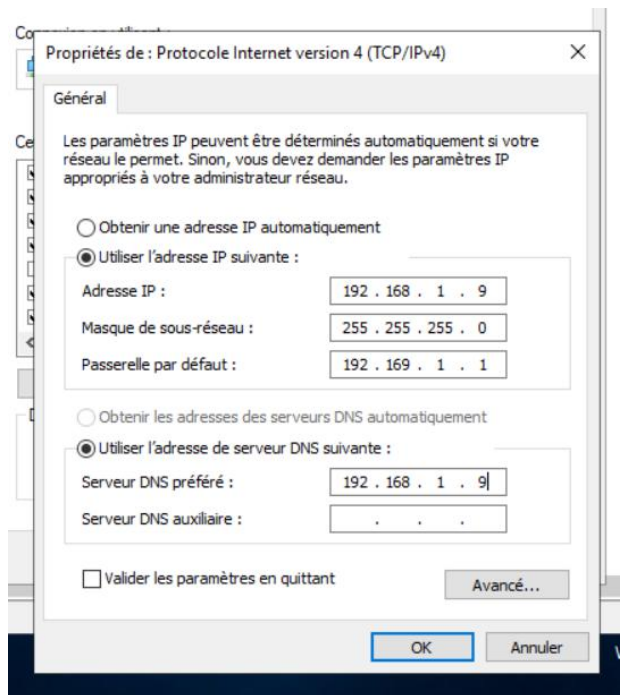 Propriétés de : Protocole Internet version 4 (TCP/IPv4)
Général
Les paramètres IP peuvent être déterminés automatiquement si votre
réseau le permet. Sinon, vous devez demander les paramètres IP
appropriés à votre administrateur réseau.
Obtenir une adresse IP automatiquement
Utiliser l'adresse IP suivante :
Adresse IP : 192 . 168 . 1 . 9
Masque de sous-réseau : 255 . 255 . 255 . 0
Passerelle par défaut : 192 . 169 . 1 . 1
Obtenir les adresses des serveurs DNS automatiquement
Utiliser l'adresse de serveur DNS suivante :
Serveur DNS préféré : 192 . 168 . 1 . 9
Serveur DNS auxiliaire : . . .
Valider les paramètres en quittant
Avancé...
OK Annuler